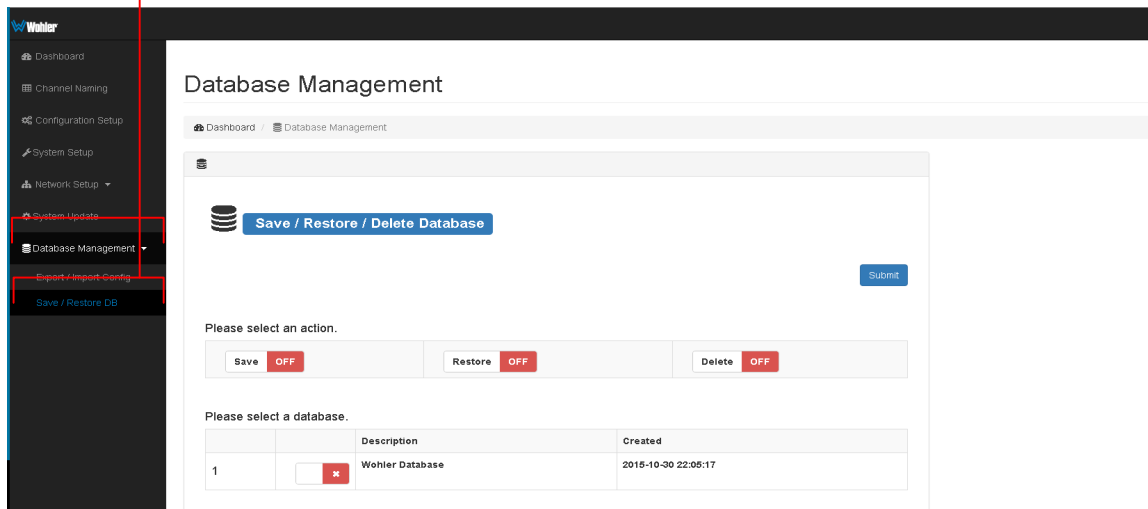 Wohler
Dashboard
Channel Naming
Configuration Setup
System Setup
Network Setup
System Update
Database Management
Export / Import Config
Save / Restore DB
Database Management
Dashboard / Database Management
Save / Restore / Delete Database
Submit
Please select an action.
Save OFF Restore OFF Delete OFF
Please select a database.
Description Created
1 Wohler Database 2015-10-30 22:05:17